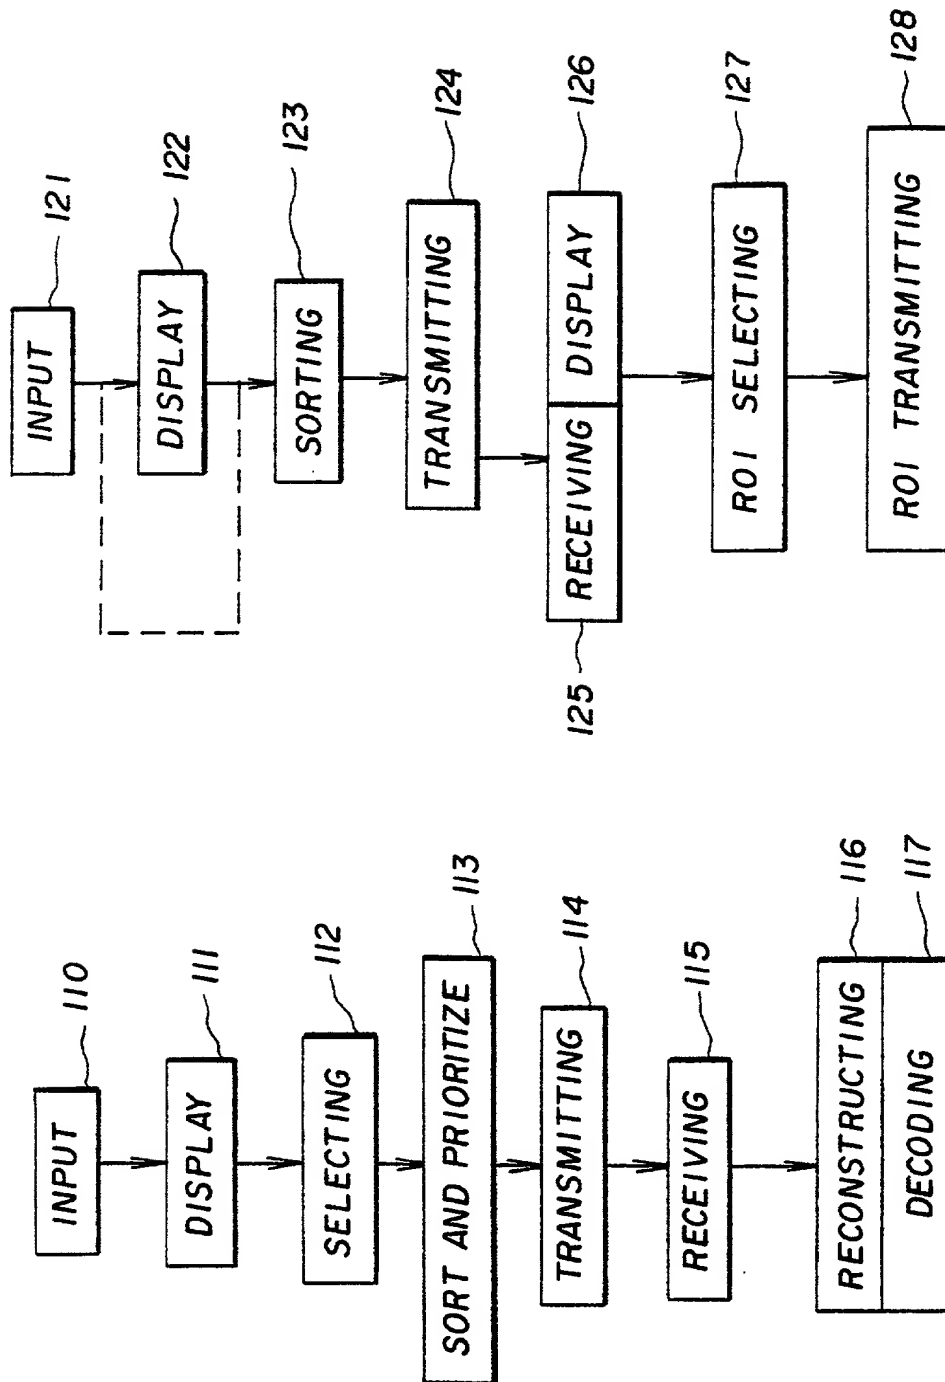 INPUT
110
DISPLAY
111
SELECTING
112
SORT AND PRIORITIZE
113
TRANSMITTING
114
RECEIVING
115
RECONSTRUCTING
116
DECODING
117
INPUT
121
DISPLAY
122
SORTING
123
TRANSMITTING
124
RECEIVING
125
DISPLAY
126
ROI SELECTING
127
ROI TRANSMITTING
128